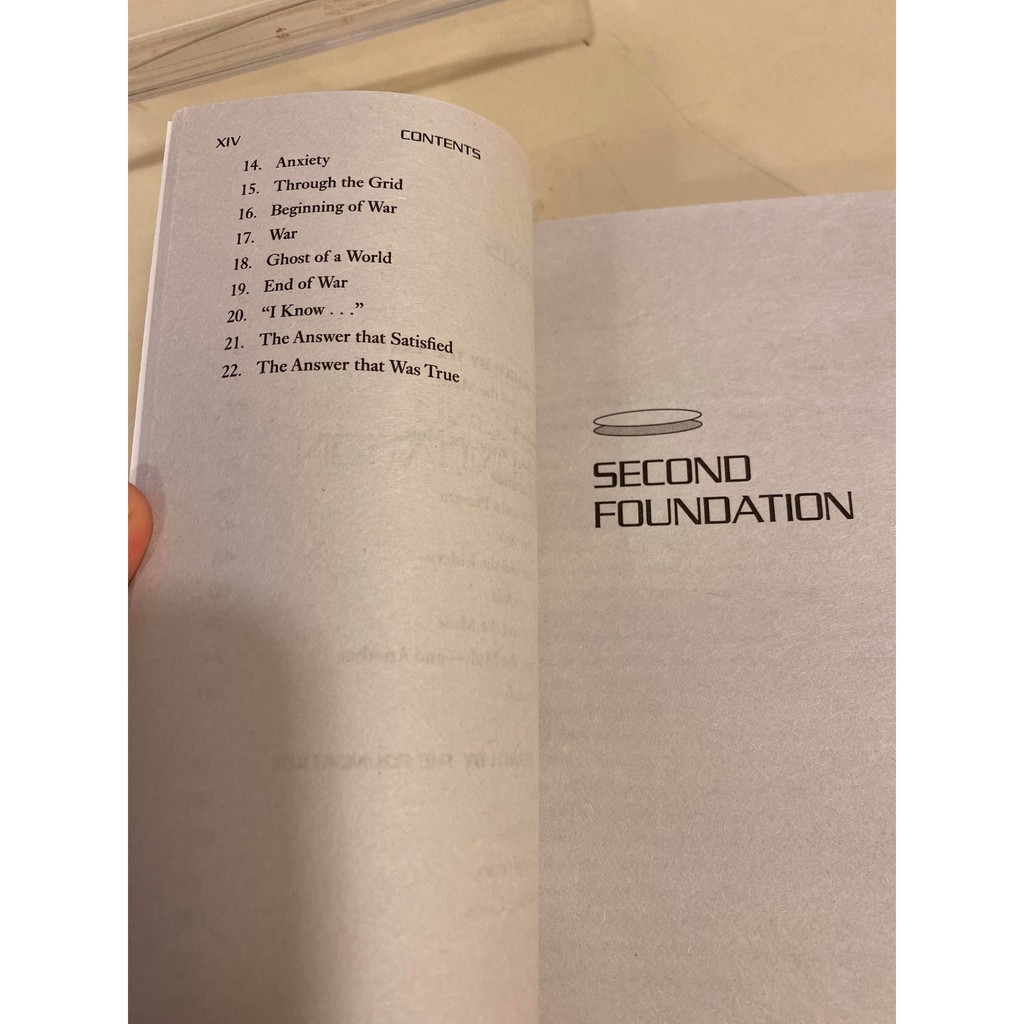 XIV CONTENTS
14. Anxiety
15. Through the Grid
16. Beginning of War
17. War
18. Ghost of a World
19. End of War
20. “I Know . . .”
21. The Answer that Satisfied
22. The Answer that Was True
SECOND
FOUNDATION